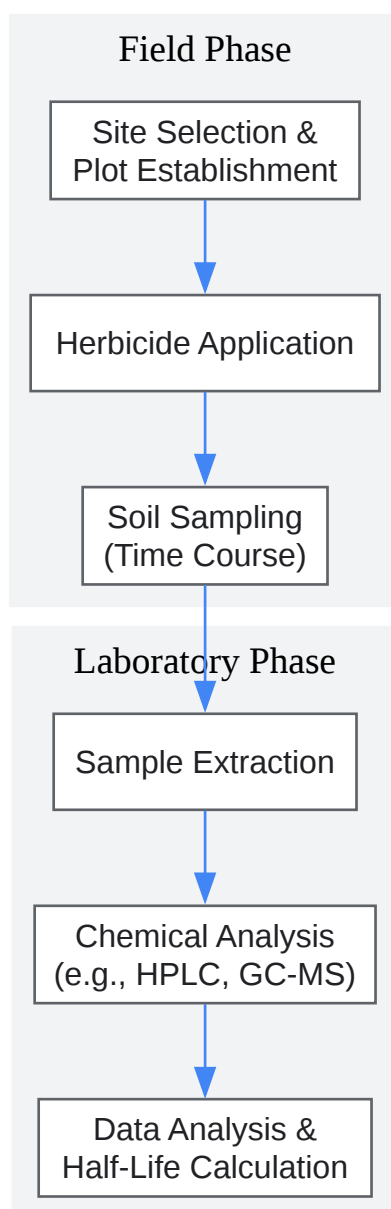 Field Phase
Site Selection &
Plot Establishment
Herbicide Application
Soil Sampling
(Time Course)
Laboratory Phase
Sample Extraction
Chemical Analysis
(e.g., HPLC, GC-MS)
Data Analysis &
Half-Life Calculation